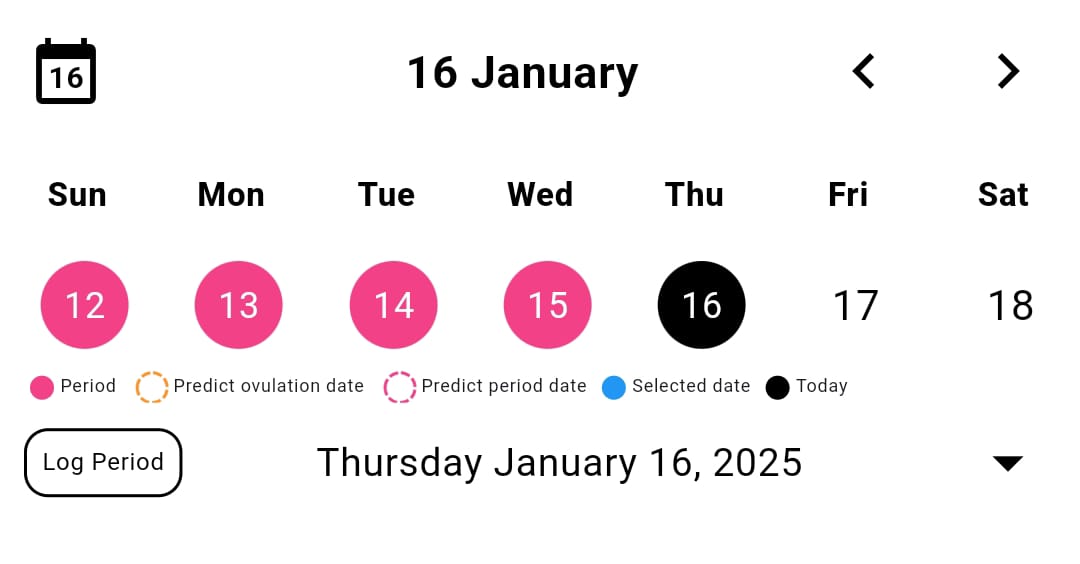 16 16 January
Sun Mon Tue Wed Thu Fri Sat
12 13 14 15 16 17 18
Period Predict ovulation date Predict period date Selected date Today
Log Period Thursday January 16, 2025